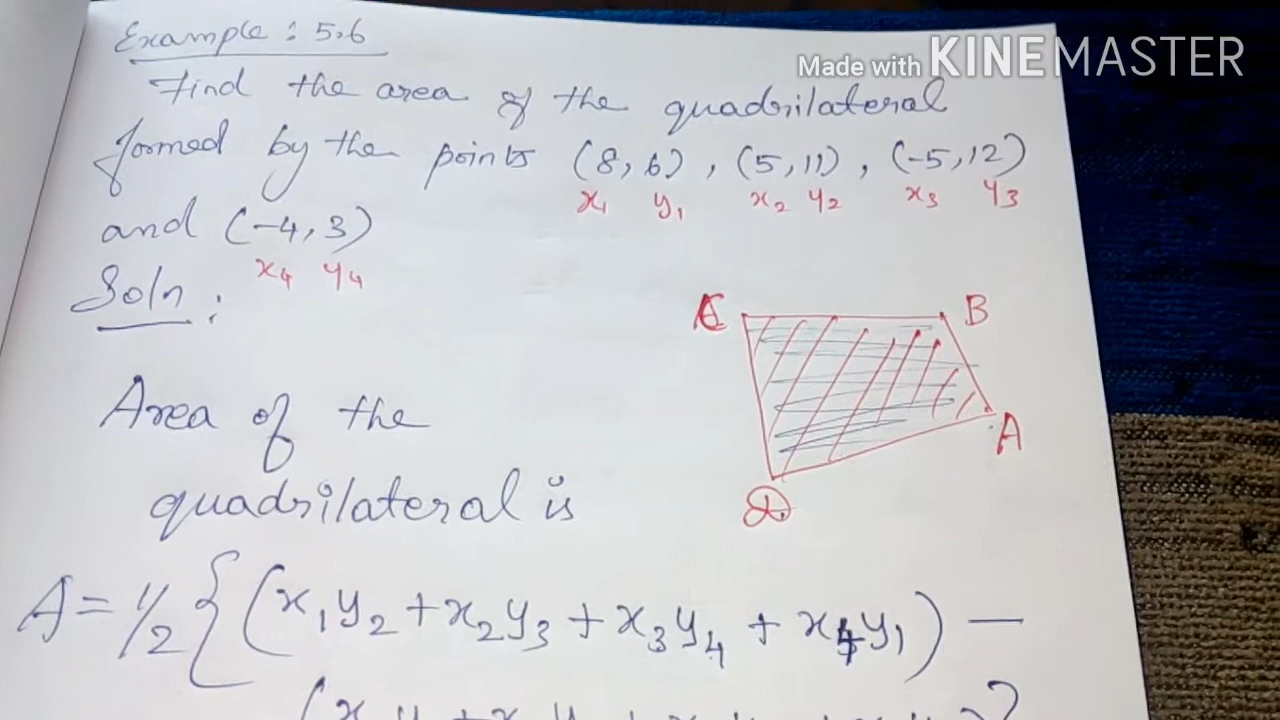 Example : 5.6
Made with KINEMASTER
Find the area of the quadrilateral
formed by the points (8, 6), (5, 11), (-5, 12)
x₁ y₁ x₂ y₂ x₃ y₃
and (-4, 3)
x₄ y₄
Soln :
C B
Area of the
A
quadrilateral is
D
A = 1/2 { (x₁y₂ + x₂y₃ + x₃y₄ + x₄y₁) –